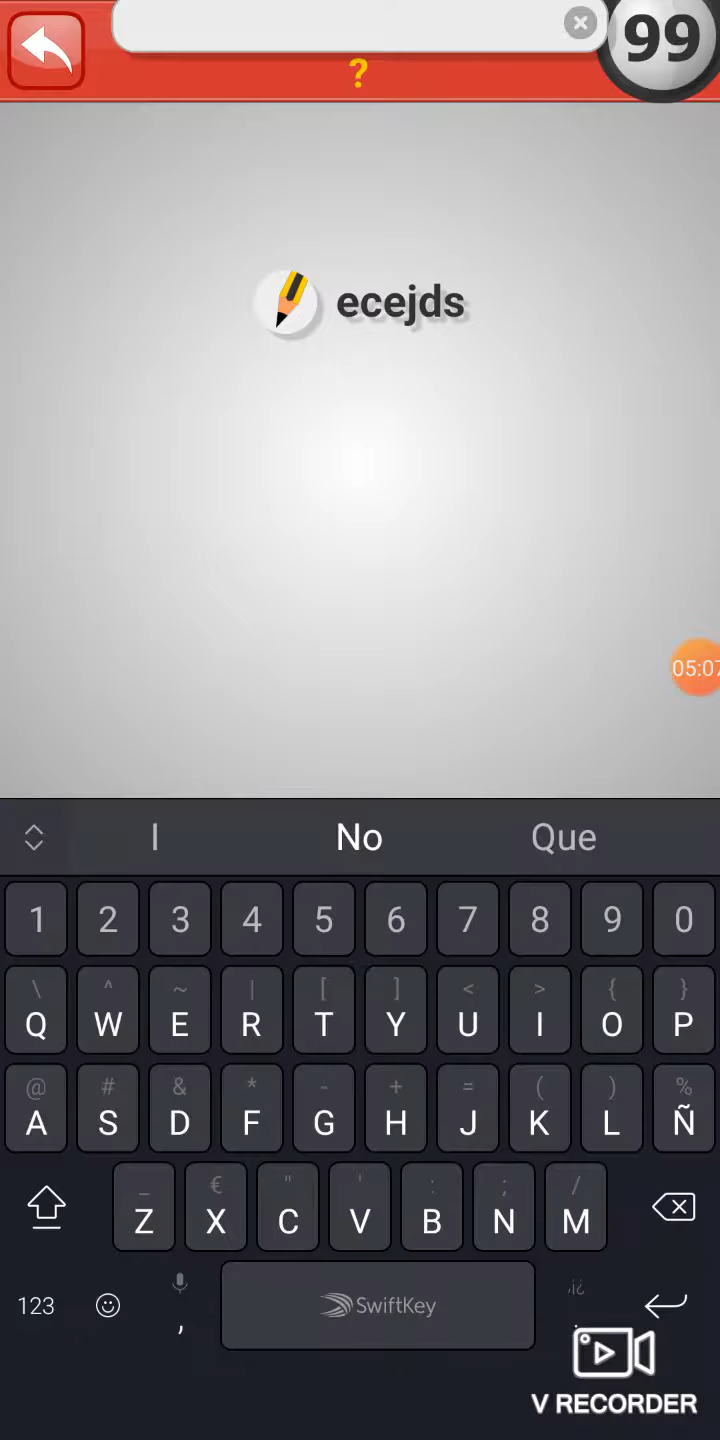 99
?
ecejds
05:07
I No Que
1 2 3 4 5 6 7 8 9 0
\ ^ ~ | [ ] < > { }
Q W E R T Y U I O P
@ # & * - + = ( ) %
A S D F G H J K L Ñ
_ € " ' : ; /
Z X C V B N M
123 , SwiftKey
V RECORDER